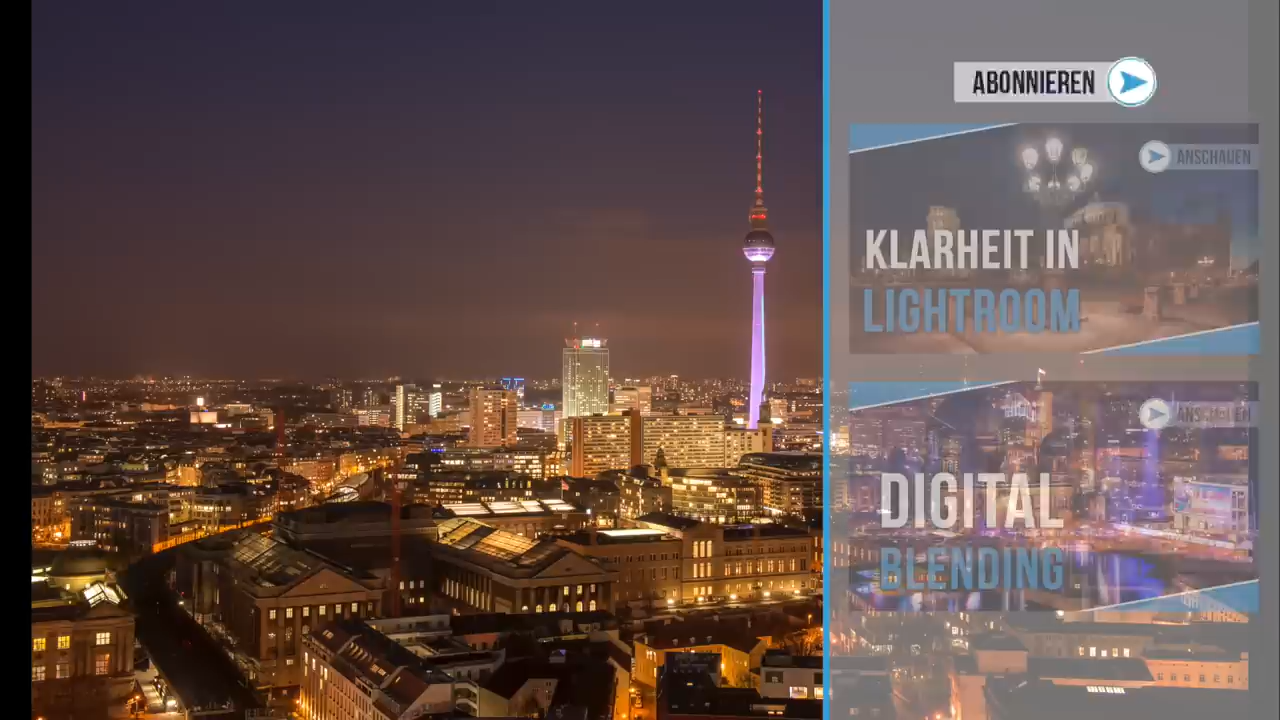 ABONNIEREN
ANSCHAUEN
KLARHEIT IN
LIGHTROOM
ANSCHAUEN
DIGITAL
BLENDING